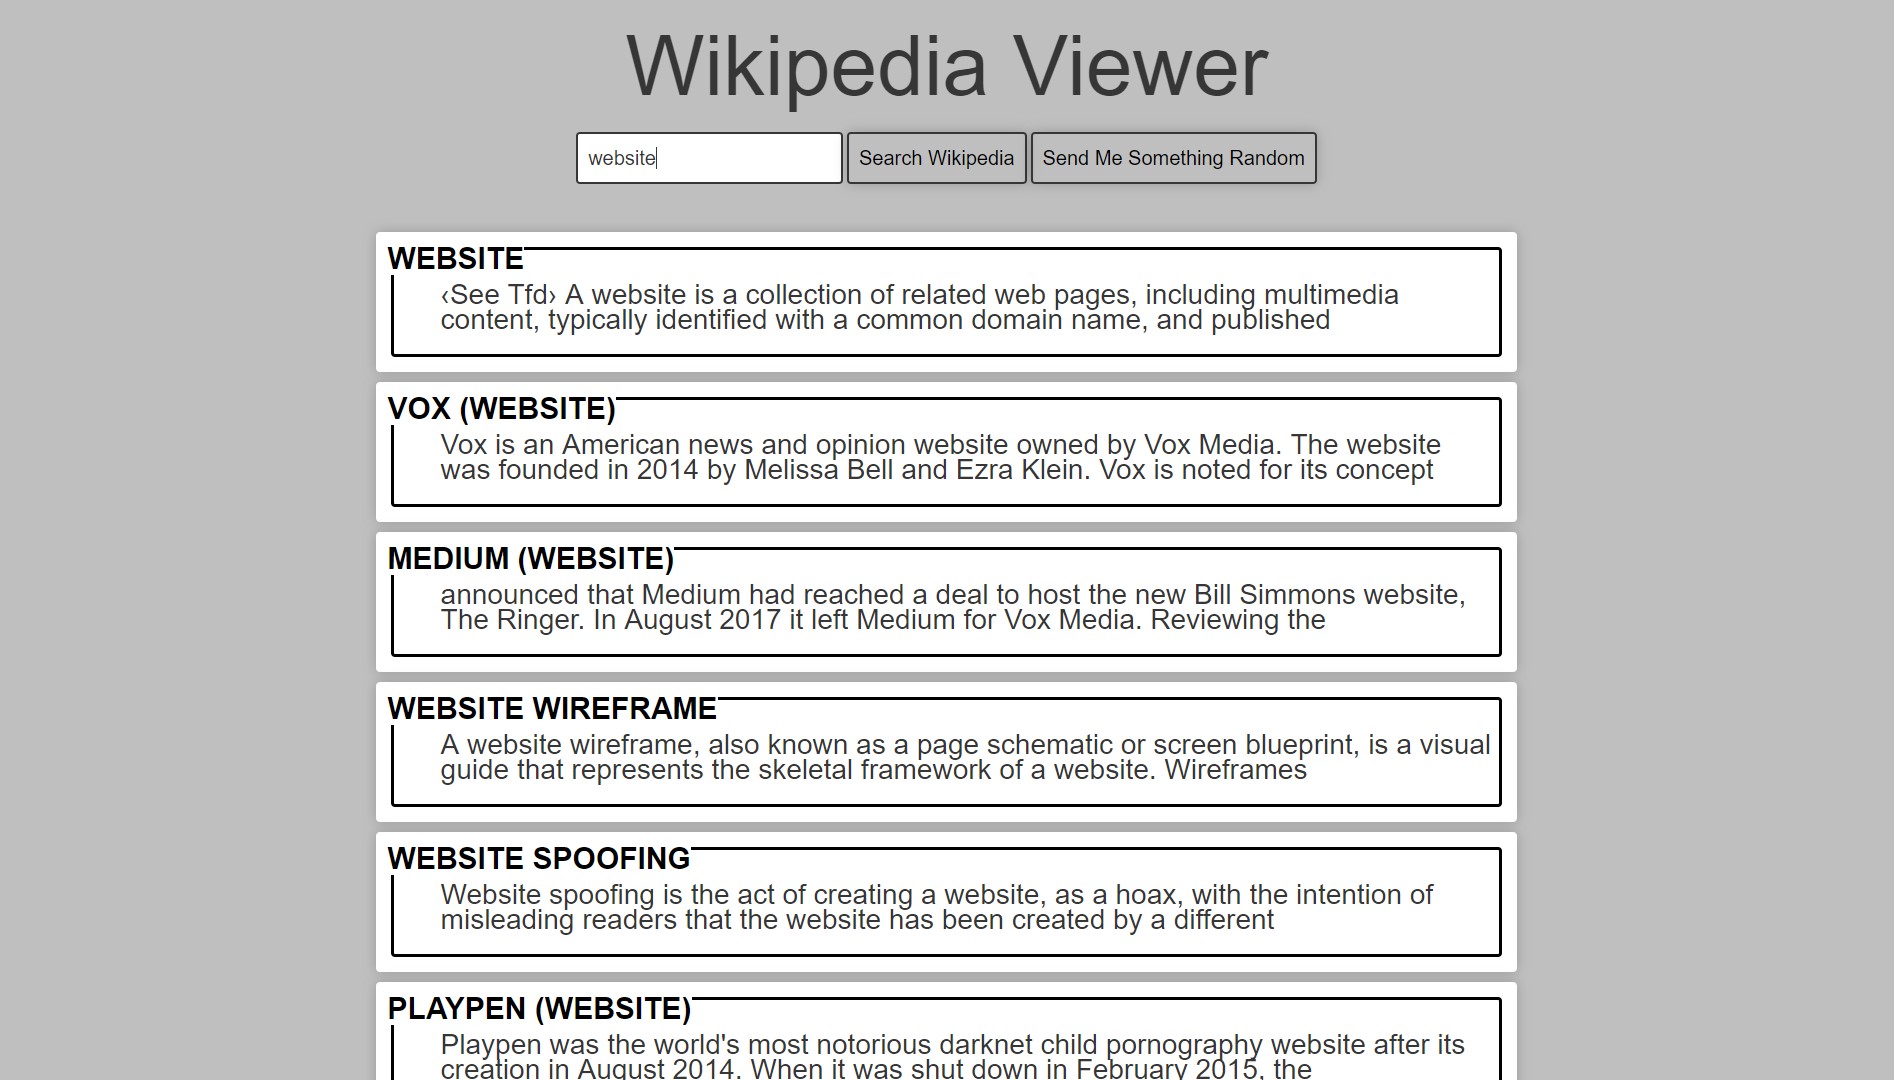 Wikipedia Viewer
website
Search Wikipedia
Send Me Something Random
WEBSITE
‹See Tfd› A website is a collection of related web pages, including multimedia
content, typically identified with a common domain name, and published
VOX (WEBSITE)
Vox is an American news and opinion website owned by Vox Media. The website
was founded in 2014 by Melissa Bell and Ezra Klein. Vox is noted for its concept
MEDIUM (WEBSITE)
announced that Medium had reached a deal to host the new Bill Simmons website,
The Ringer. In August 2017 it left Medium for Vox Media. Reviewing the
WEBSITE WIREFRAME
A website wireframe, also known as a page schematic or screen blueprint, is a visual
guide that represents the skeletal framework of a website. Wireframes
WEBSITE SPOOFING
Website spoofing is the act of creating a website, as a hoax, with the intention of
misleading readers that the website has been created by a different
PLAYPEN (WEBSITE)
Playpen was the world's most notorious darknet child pornography website after its
creation in August 2014. When it was shut down in February 2015, the